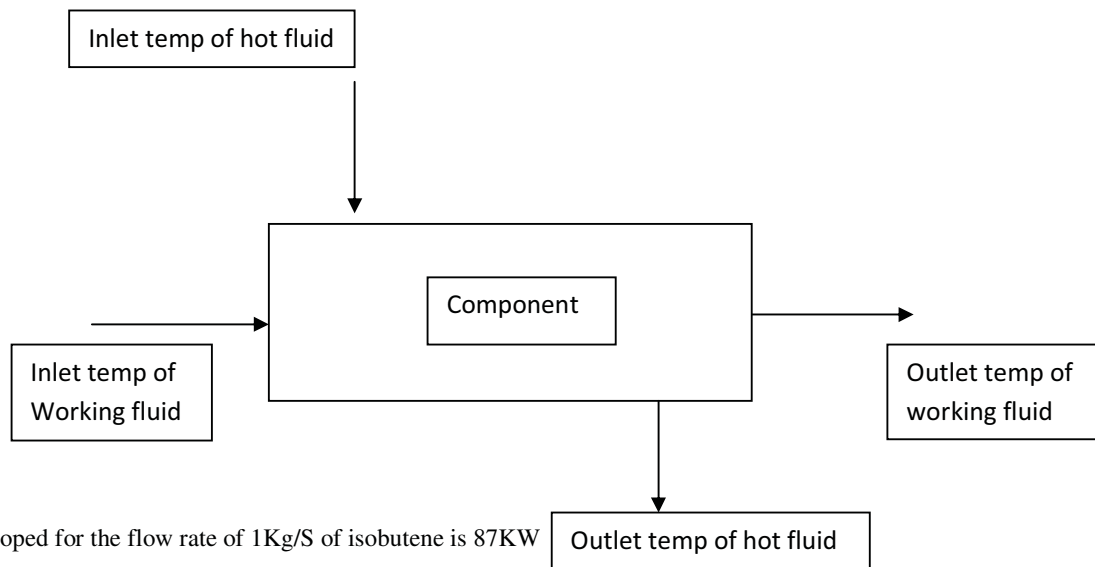 Inlet temp of hot fluid
Component
Inlet temp of
Working fluid
Outlet temp of
working fluid
oped for the flow rate of 1Kg/S of isobutene is 87KW
Outlet temp of hot fluid